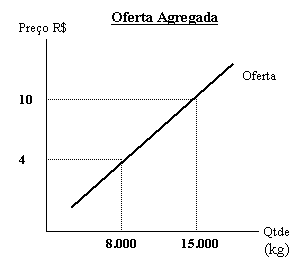 Oferta Agregada
Preço R$
Oferta
10
4
8.000 15.000
Qtde
(kg)